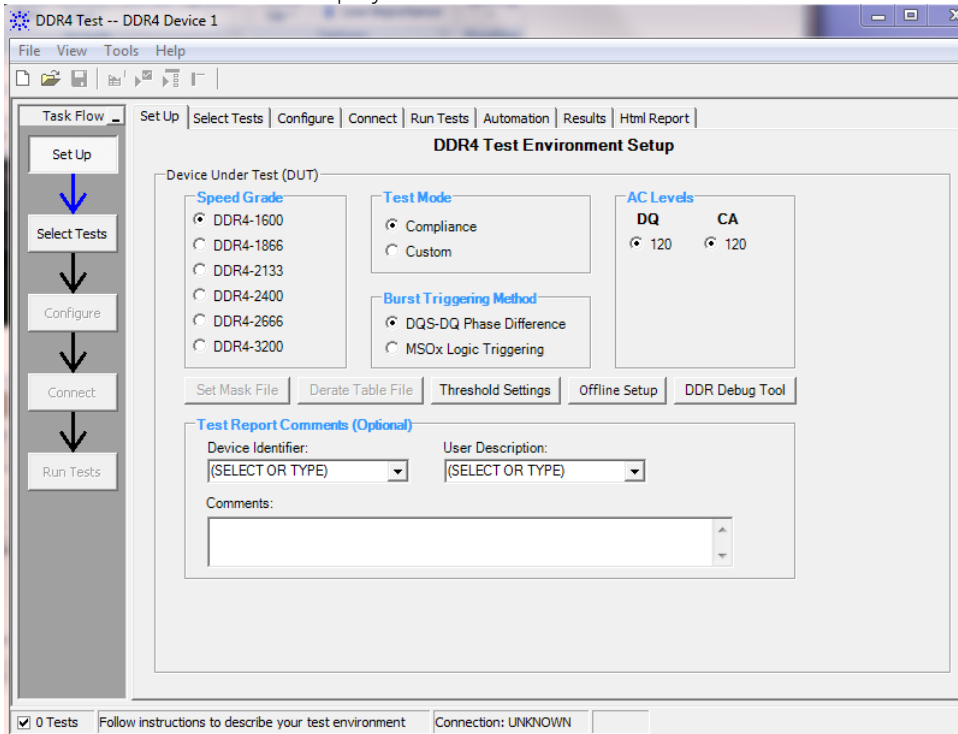 DDR4 Test -- DDR4 Device 1
File View Tools Help
Task Flow
Set Up Select Tests Configure Connect Run Tests Automation Results Html Report
DDR4 Test Environment Setup
Set Up
Select Tests
Configure
Connect
Run Tests
Device Under Test (DUT)
Speed Grade
DDR4-1600
DDR4-1866
DDR4-2133
DDR4-2400
DDR4-2666
DDR4-3200
Test Mode
Compliance
Custom
Burst Triggering Method
DQS-DQ Phase Difference
MSOx Logic Triggering
AC Levels
DQ CA
120 120
Set Mask File Derate Table File Threshold Settings Offline Setup DDR Debug Tool
Test Report Comments (Optional)
Device Identifier: User Description:
(SELECT OR TYPE) (SELECT OR TYPE)
Comments:
0 Tests Follow instructions to describe your test environment Connection: UNKNOWN